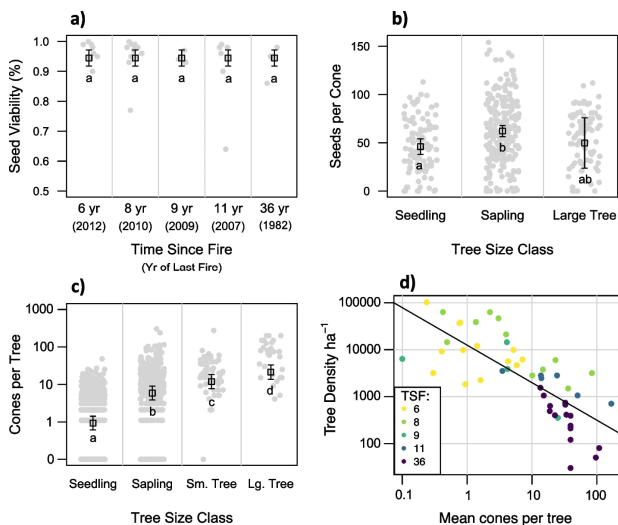 a)
Seed Viability (%)
1.0
0.9
0.8
0.7
0.6
0.5
a a a a a
6 yr 8 yr 9 yr 11 yr 36 yr
(2012) (2010) (2009) (2007) (1982)
Time Since Fire
(Yr of Last Fire)
b)
Seeds per Cone
150
100
50
0
a b ab
Seedling Sapling Large Tree
Tree Size Class
c)
Cones per Tree
1000
100
10
1
0
a b c d
Seedling Sapling Sm. Tree Lg. Tree
Tree Size Class
d)
Tree Density ha⁻¹
100000
10000
1000
100
TSF:
6
8
9
11
36
0.1 1 10 100
Mean cones per tree